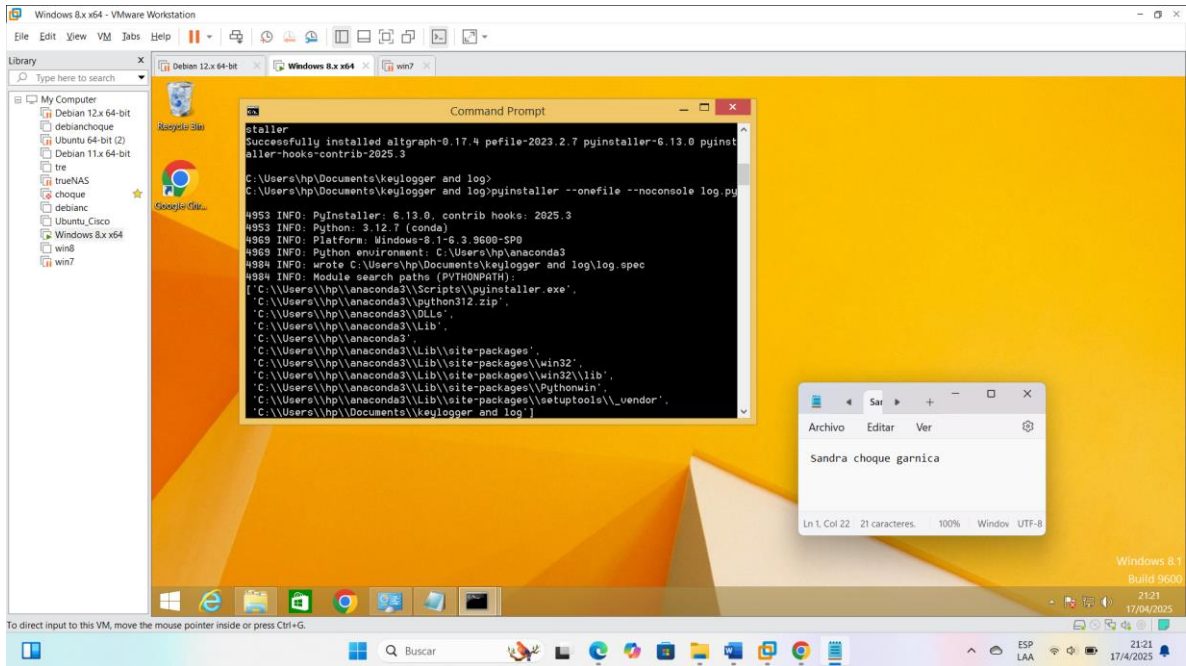 Windows 8.x x64 - VMware Workstation
File Edit View VM Tabs Help
Library X
Type here to search
My Computer
Debian 12.x 64-bit
debianchoque
Ubuntu 64-bit (2)
Debian 11.x 64-bit
tre
trueNAS
choque
debianc
Ubuntu_Cisco
Windows 8.x x64
win8
win7
Debian 12.x 64-bit
Windows 8.x x64
win7
Recycle Bin
Google Chr...
Command Prompt
staller
Successfully installed altgraph-0.17.4 pefile-2023.2.7 pyinstaller-6.13.0 pyinst
aller-hooks-contrib-2025.3
C:\Users\hp\Documents\keylogger and log>
C:\Users\hp\Documents\keylogger and log>pyinstaller --onefile --noconsole log.py
4953 INFO: PyInstaller: 6.13.0, contrib hooks: 2025.3
4953 INFO: Python: 3.12.7 (conda)
4969 INFO: Platform: Windows-8.1-6.3.9600-SP0
4969 INFO: Python environment: C:\Users\hp\anaconda3
4984 INFO: wrote C:\Users\hp\Documents\keylogger and log\log.spec
4984 INFO: Module search paths (PYTHONPATH):
['C:\\Users\\hp\\anaconda3\\Scripts\\pyinstaller.exe',
'C:\\Users\\hp\\anaconda3\\python312.zip',
'C:\\Users\\hp\\anaconda3\\DLLs',
'C:\\Users\\hp\\anaconda3\\Lib',
'C:\\Users\\hp\\anaconda3',
'C:\\Users\\hp\\anaconda3\\Lib\\site-packages',
'C:\\Users\\hp\\anaconda3\\Lib\\site-packages\\win32',
'C:\\Users\\hp\\anaconda3\\Lib\\site-packages\\win32\\lib',
'C:\\Users\\hp\\anaconda3\\Lib\\site-packages\\Pythonwin',
'C:\\Users\\hp\\anaconda3\\Lib\\site-packages\\setuptools\\_vendor',
'C:\\Users\\hp\\Documents\\keylogger and log']
Sar
Archivo Editar Ver
Sandra choque garnica
Ln 1, Col 22 21 caracteres. 100% Window UTF-8
Windows 8.1
Build 9600
21:21
17/04/2025
To direct input to this VM, move the mouse pointer inside or press Ctrl+G.
Buscar
ESP
LAA
21:21
17/4/2025